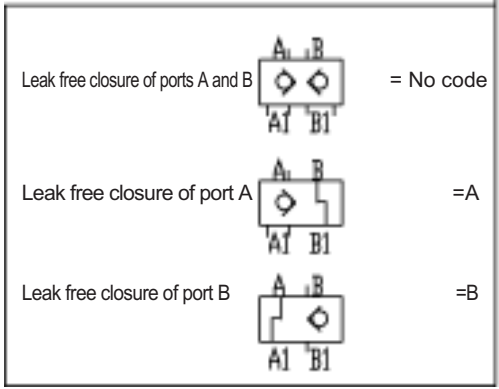 A B
Leak free closure of ports A and B = No code
A1 B1
A B
Leak free closure of port A =A
A1 B1
A B
Leak free closure of port B =B
A1 B1